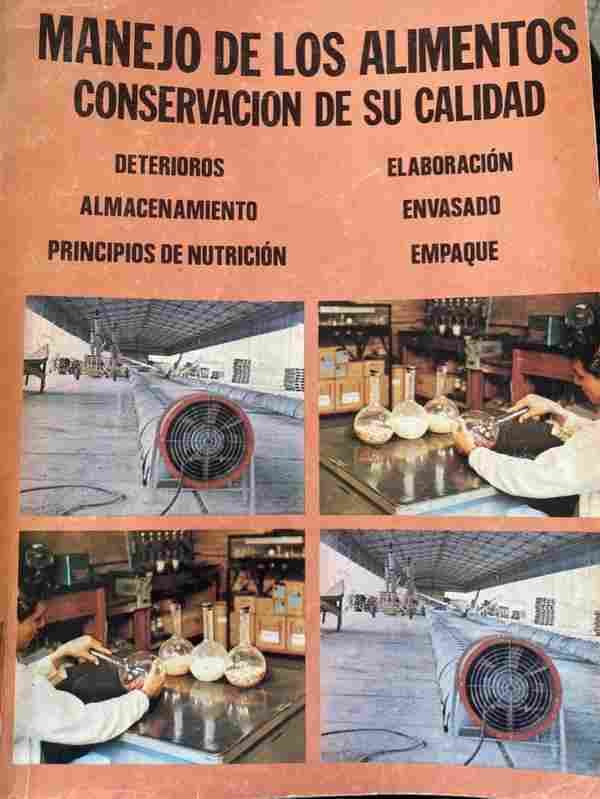 MANEJO DE LOS ALIMENTOS
CONSERVACION DE SU CALIDAD
DETERIOROS
ALMACENAMIENTO
PRINCIPIOS DE NUTRICIÓN
ELABORACIÓN
ENVASADO
EMPAQUE